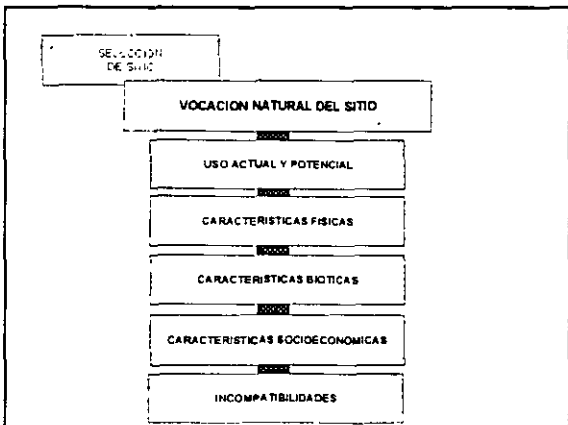 SELECCION
DE SITIO
VOCACION NATURAL DEL SITIO
USO ACTUAL Y POTENCIAL
CARACTERISTICAS FISICAS
CARACTERISTICAS BIOTICAS
CARACTERISTICAS SOCIOECONOMICAS
INCOMPATIBILIDADES